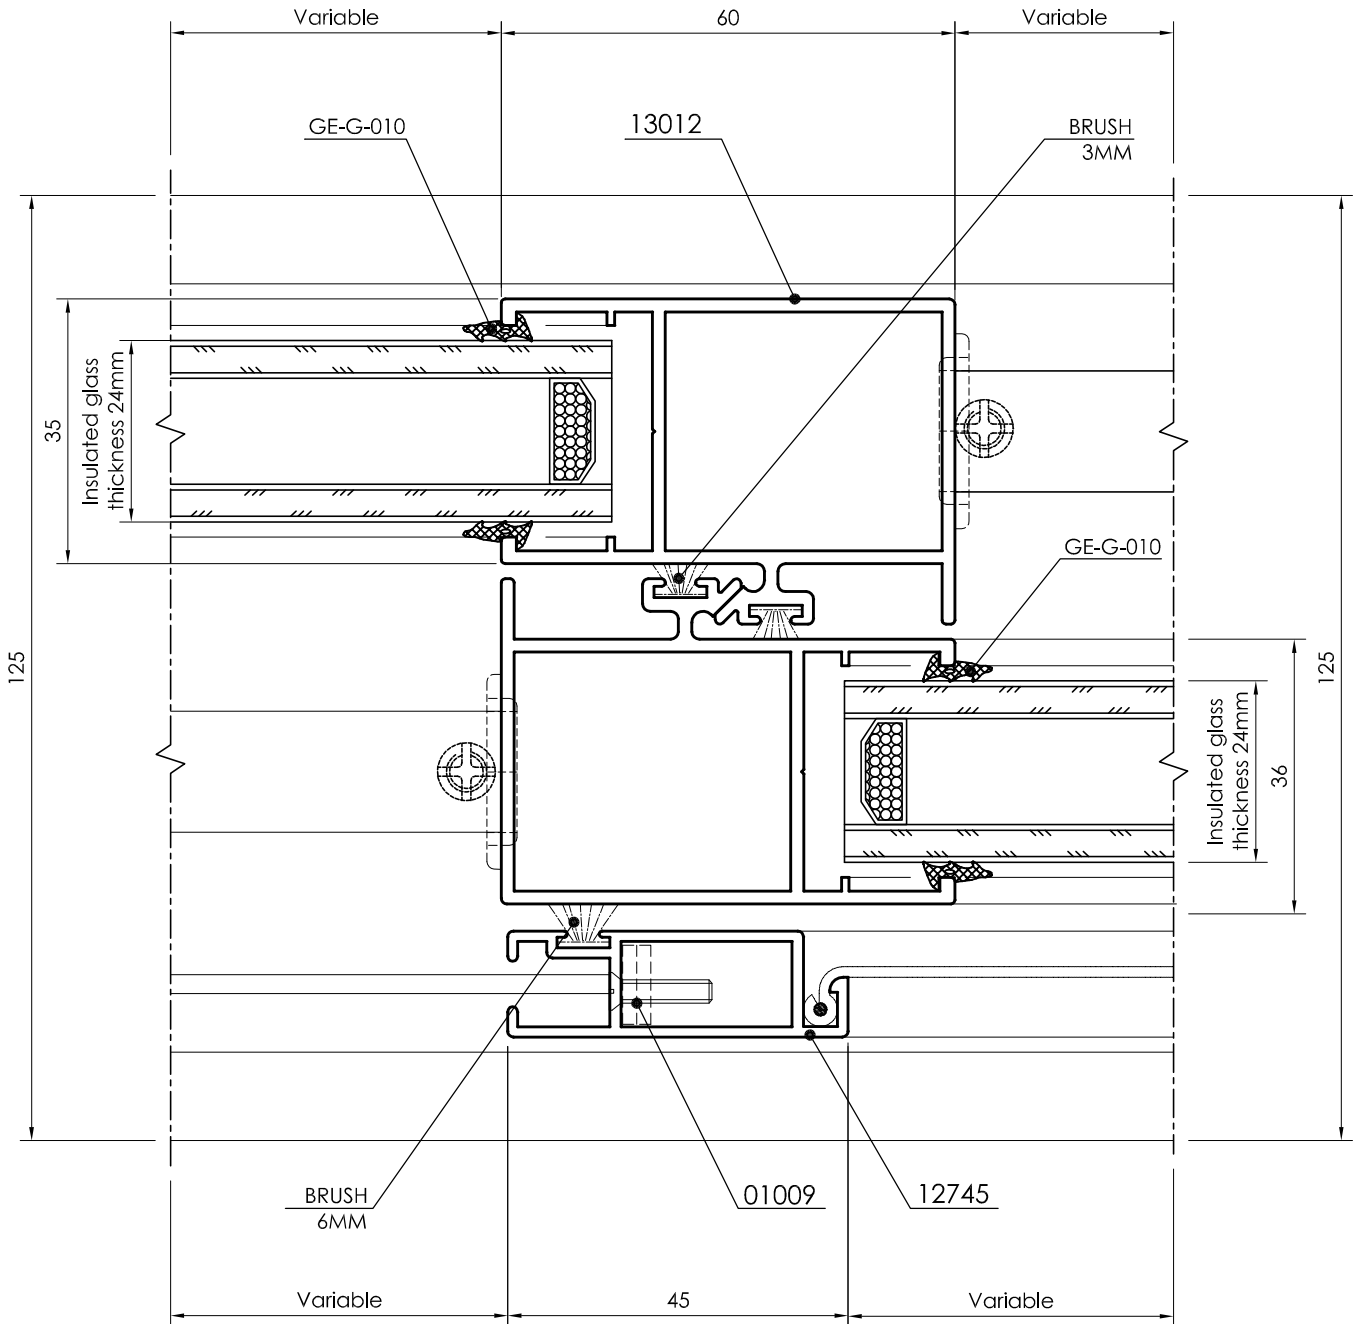 Variable
60
Variable
GE-G-010
13012
BRUSH
3MM
35
Insulated glass
thickness 24mm
GE-G-010
125
125
Insulated glass
thickness 24mm
36
BRUSH
6MM
01009
12745
Variable
45
Variable